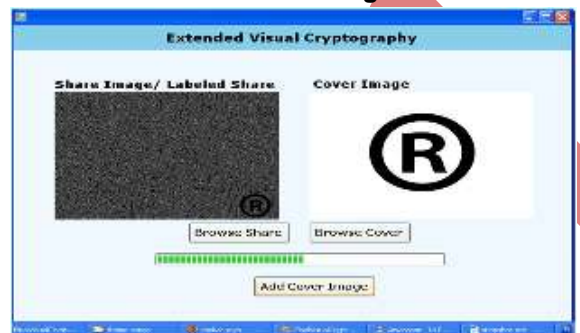 Extended Visual Cryptography
Share Image/ Labeled Share
Cover Image
R
R
Browse Share
Browse Cover
Add Cover Image